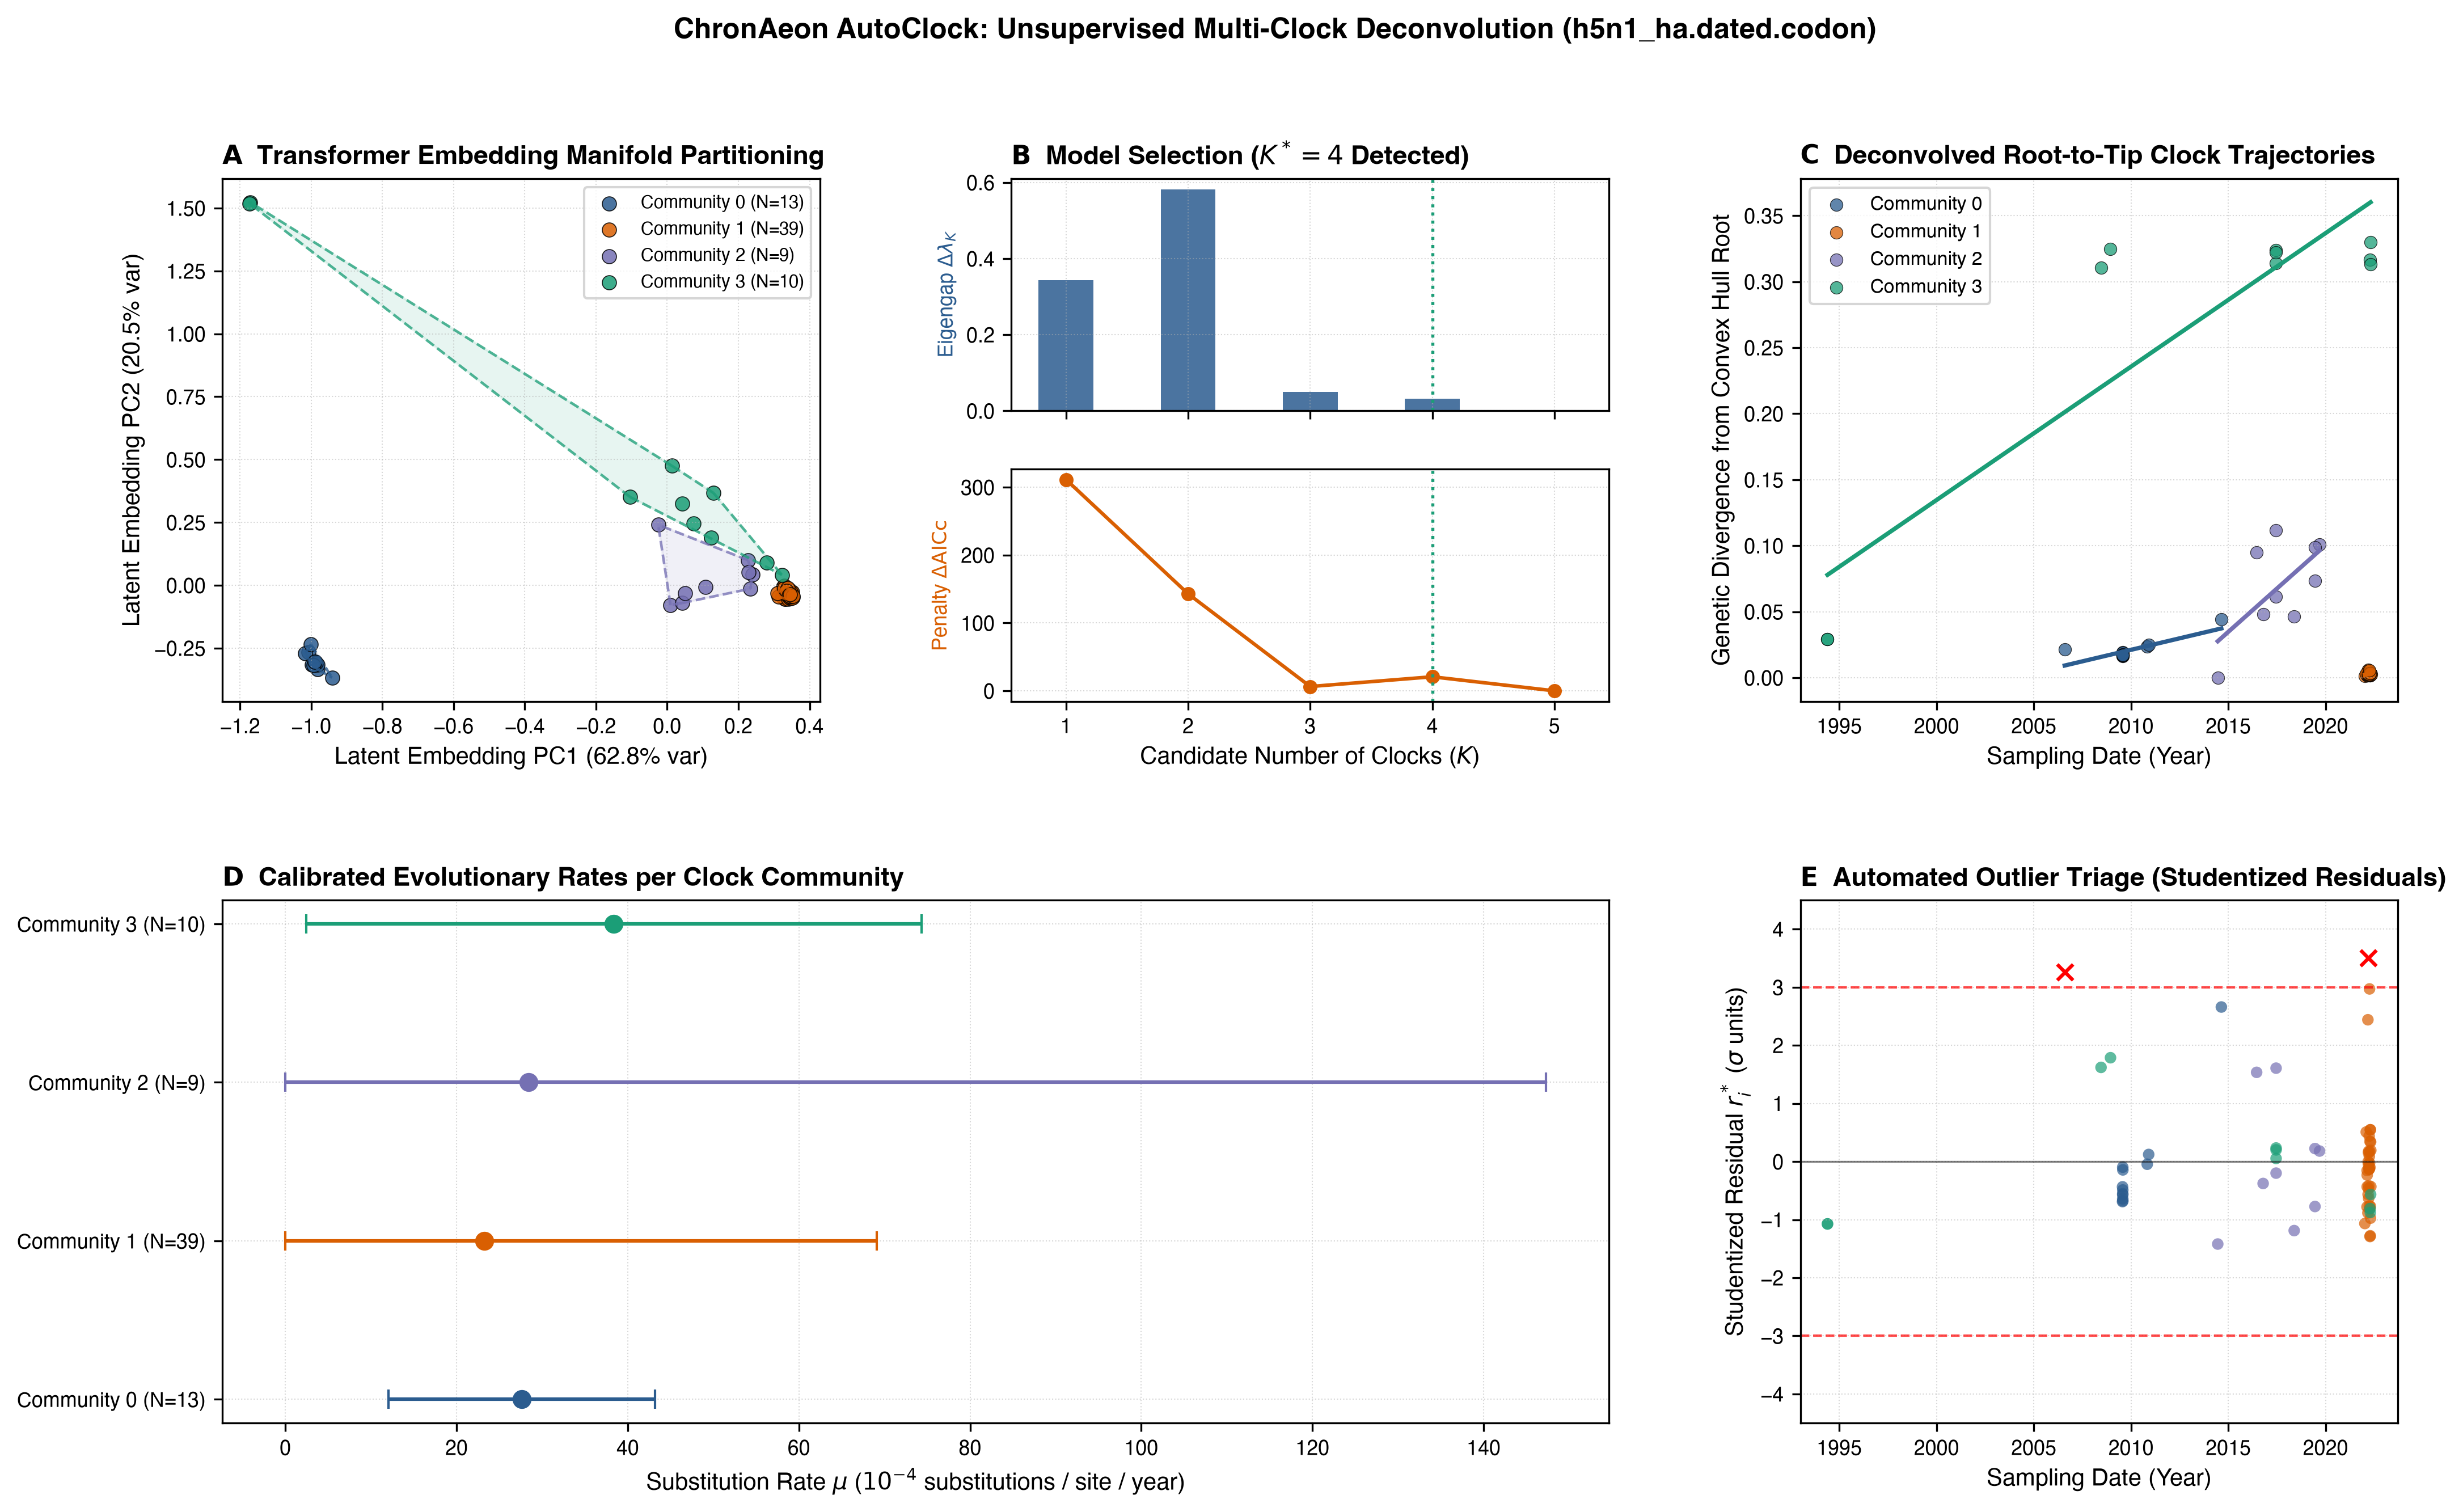 ChronAeon AutoClock: Unsupervised Multi-Clock Deconvolution (h5n1_ha.dated.codon)
A Transformer Embedding Manifold Partitioning
Latent Embedding PC2 (20.5% var)
1.50
1.25
1.00
0.75
0.50
0.25
0.00
−0.25
Community 0 (N=13)
Community 1 (N=39)
Community 2 (N=9)
Community 3 (N=10)
−1.2 −1.0 −0.8 −0.6 −0.4 −0.2 0.0 0.2 0.4
Latent Embedding PC1 (62.8% var)
B Model Selection (K* = 4 Detected)
Eigengap Δλ_K
0.6
0.4
0.2
0.0
Penalty ΔAICc
300
200
100
0
1 2 3 4 5
Candidate Number of Clocks (K)
C Deconvolved Root-to-Tip Clock Trajectories
Genetic Divergence from Convex Hull Root
0.35
0.30
0.25
0.20
0.15
0.10
0.05
0.00
Community 0
Community 1
Community 2
Community 3
1995 2000 2005 2010 2015 2020
Sampling Date (Year)
D Calibrated Evolutionary Rates per Clock Community
Community 3 (N=10)
Community 2 (N=9)
Community 1 (N=39)
Community 0 (N=13)
0 20 40 60 80 100 120 140
Substitution Rate μ (10⁻⁴ substitutions / site / year)
E Automated Outlier Triage (Studentized Residuals)
Studentized Residual r_i* (σ units)
4
3
2
1
0
−1
−2
−3
−4
1995 2000 2005 2010 2015 2020
Sampling Date (Year)